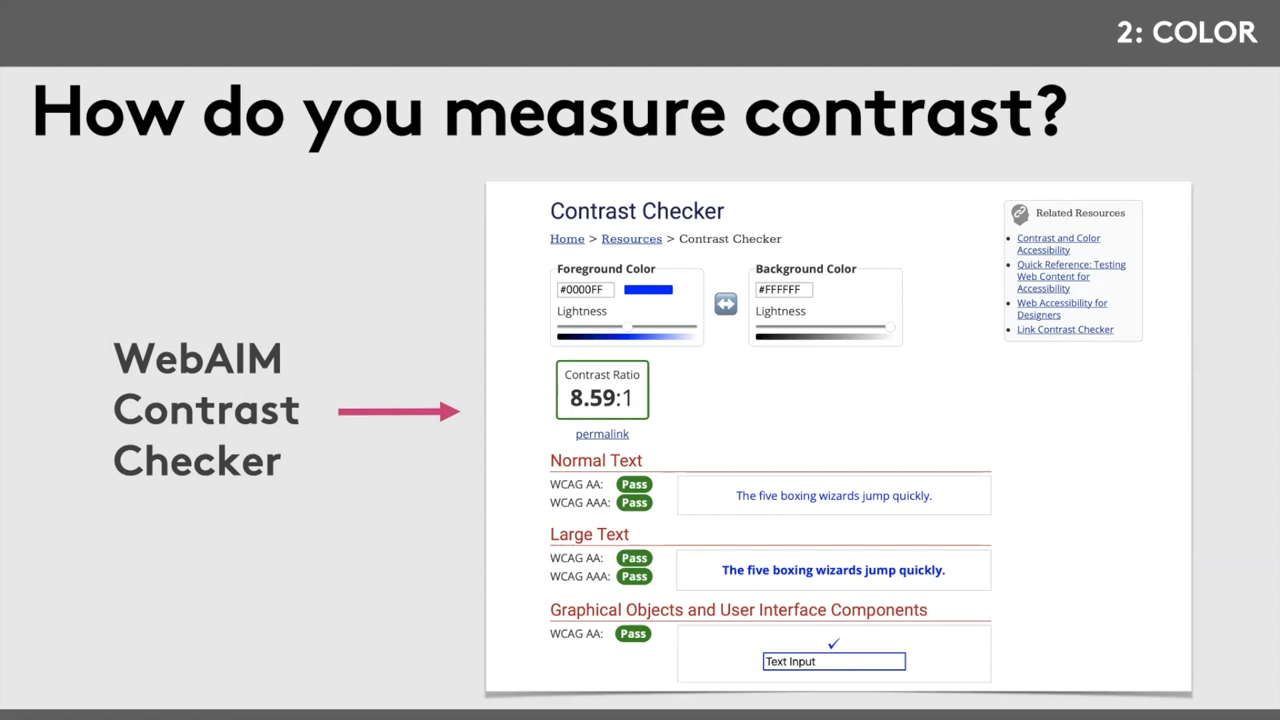 2: COLOR
How do you measure contrast?
WebAIM
Contrast
Checker
Contrast Checker
Home > Resources > Contrast Checker
Foreground Color
#0000FF
Lightness
Background Color
#FFFFFF
Lightness
Contrast Ratio
8.59:1
permalink
Normal Text
WCAG AA: Pass
WCAG AAA: Pass
The five boxing wizards jump quickly.
Large Text
WCAG AA: Pass
WCAG AAA: Pass
The five boxing wizards jump quickly.
Graphical Objects and User Interface Components
WCAG AA: Pass
Text Input
Related Resources
Contrast and Color
Accessibility
Quick Reference: Testing
Web Content for
Accessibility
Web Accessibility for
Designers
Link Contrast Checker